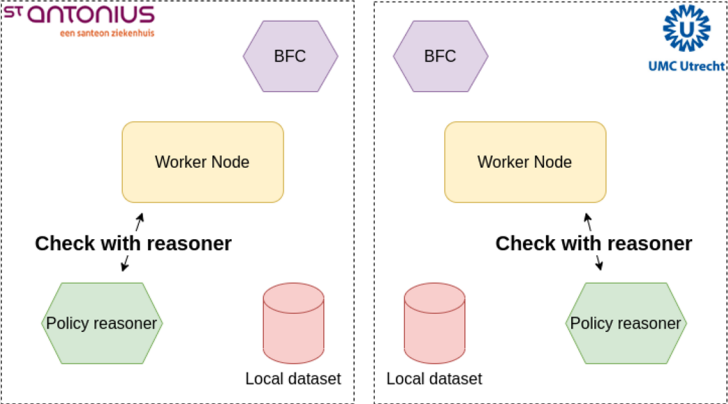 ST antonius
een santeon ziekenhuis
BFC
Worker Node
Check with reasoner
Policy reasoner
Local dataset
BFC
UMC Utrecht
Worker Node
Check with reasoner
Policy reasoner
Local dataset